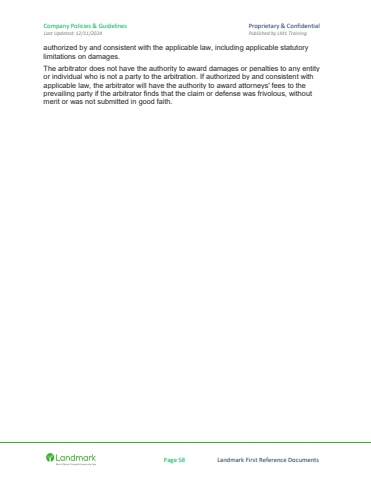 Company Policies & Guidelines
Proprietary & Confidential
Last Updated: 12/11/2024
Published by LMS Training
authorized by and consistent with the applicable law, including applicable statutory
limitations on damages.
The arbitrator does not have the authority to award damages or penalties to any entity
or individual who is not a party to the arbitration. If authorized by and consistent with
applicable law, the arbitrator will have the authority to award attorneys' fees to the
prevailing party if the arbitrator finds that the claim or defense was frivolous, without
merit or was not submitted in good faith.
Landmark
Page 58
Landmark First Reference Documents